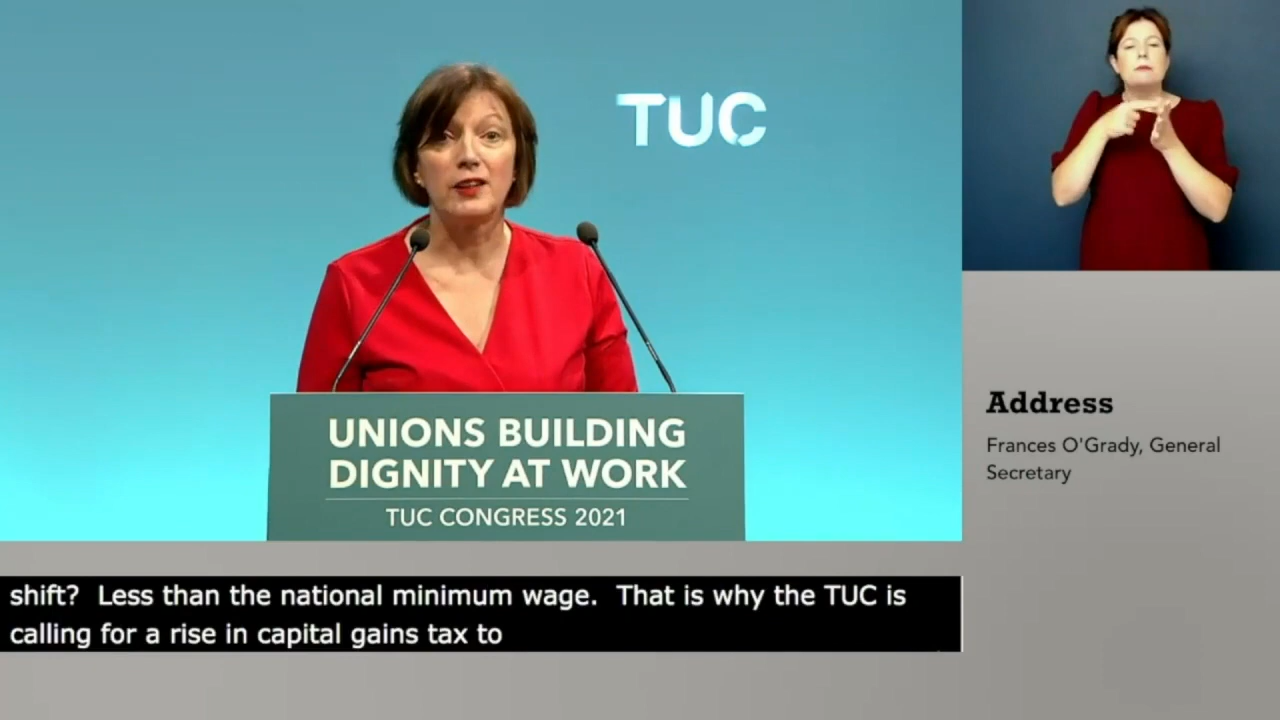 TUC
UNIONS BUILDING
DIGNITY AT WORK
TUC CONGRESS 2021
Address
Frances O'Grady, General
Secretary
shift?  Less than the national minimum wage.  That is why the TUC is
calling for a rise in capital gains tax to